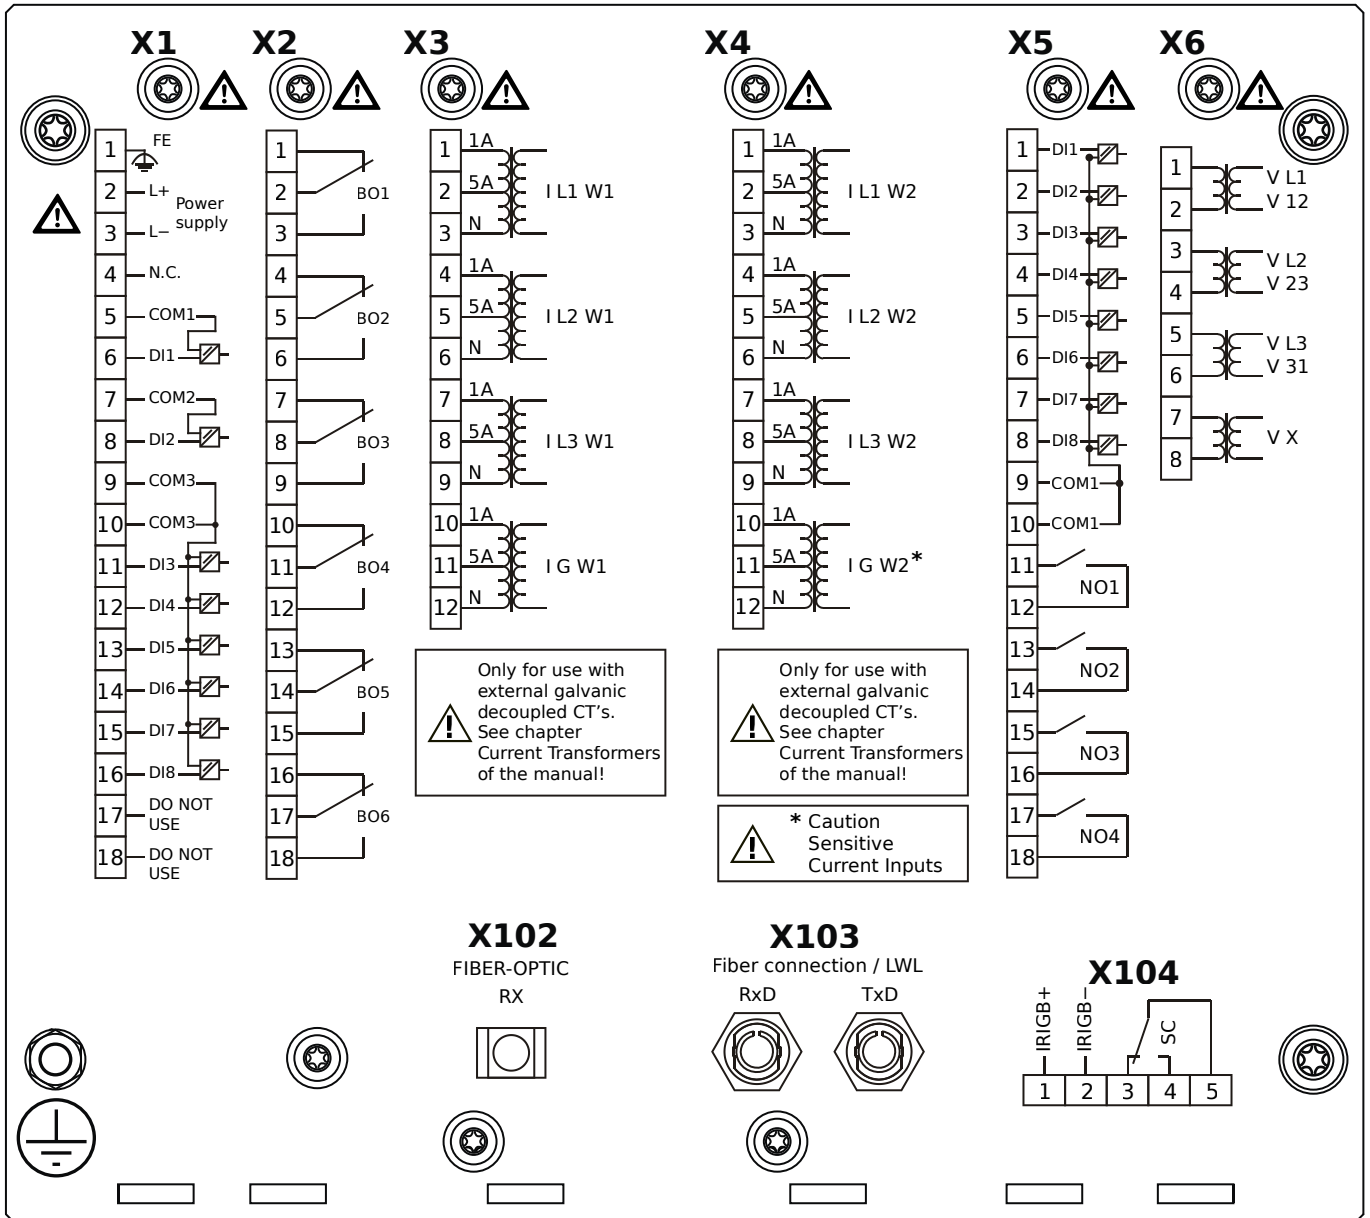 X1
X2
X3
X4
X5
X6
1
FE
2
L+
Power
supply
3
L−
4
N.C.
5
COM1
6
DI1
7
COM2
8
DI2
9
COM3
10
COM3
11
DI3
12
DI4
13
DI5
14
DI6
15
DI7
16
DI8
17
DO NOT
USE
18
DO NOT
USE
1
2
BO1
3
4
5
BO2
6
7
8
BO3
9
10
11
BO4
12
13
14
BO5
15
16
17
BO6
18
1
1A
2
5A
I L1 W1
3
N
4
1A
5
5A
I L2 W1
6
N
7
1A
8
5A
I L3 W1
9
N
10
1A
11
5A
I G W1
12
N
Only for use with
external galvanic
decoupled CT's.
See chapter
Current Transformers
of the manual!
1
1A
2
5A
I L1 W2
3
N
4
1A
5
5A
I L2 W2
6
N
7
1A
8
5A
I L3 W2
9
N
10
1A
11
5A
I G W2*
12
N
Only for use with
external galvanic
decoupled CT's.
See chapter
Current Transformers
of the manual!
* Caution
Sensitive
Current Inputs
1
DI1
2
DI2
3
DI3
4
DI4
5
DI5
6
DI6
7
DI7
8
DI8
9
COM1
10
COM1
11
NO1
12
13
NO2
14
15
NO3
16
17
NO4
18
1
V L1
2
V 12
3
V L2
4
V 23
5
V L3
6
V 31
7
V X
8
X102
FIBER-OPTIC
RX
X103
Fiber connection / LWL
RxD
TxD
X104
IRIGB+
IRIGB−
SC
1
2
3
4
5